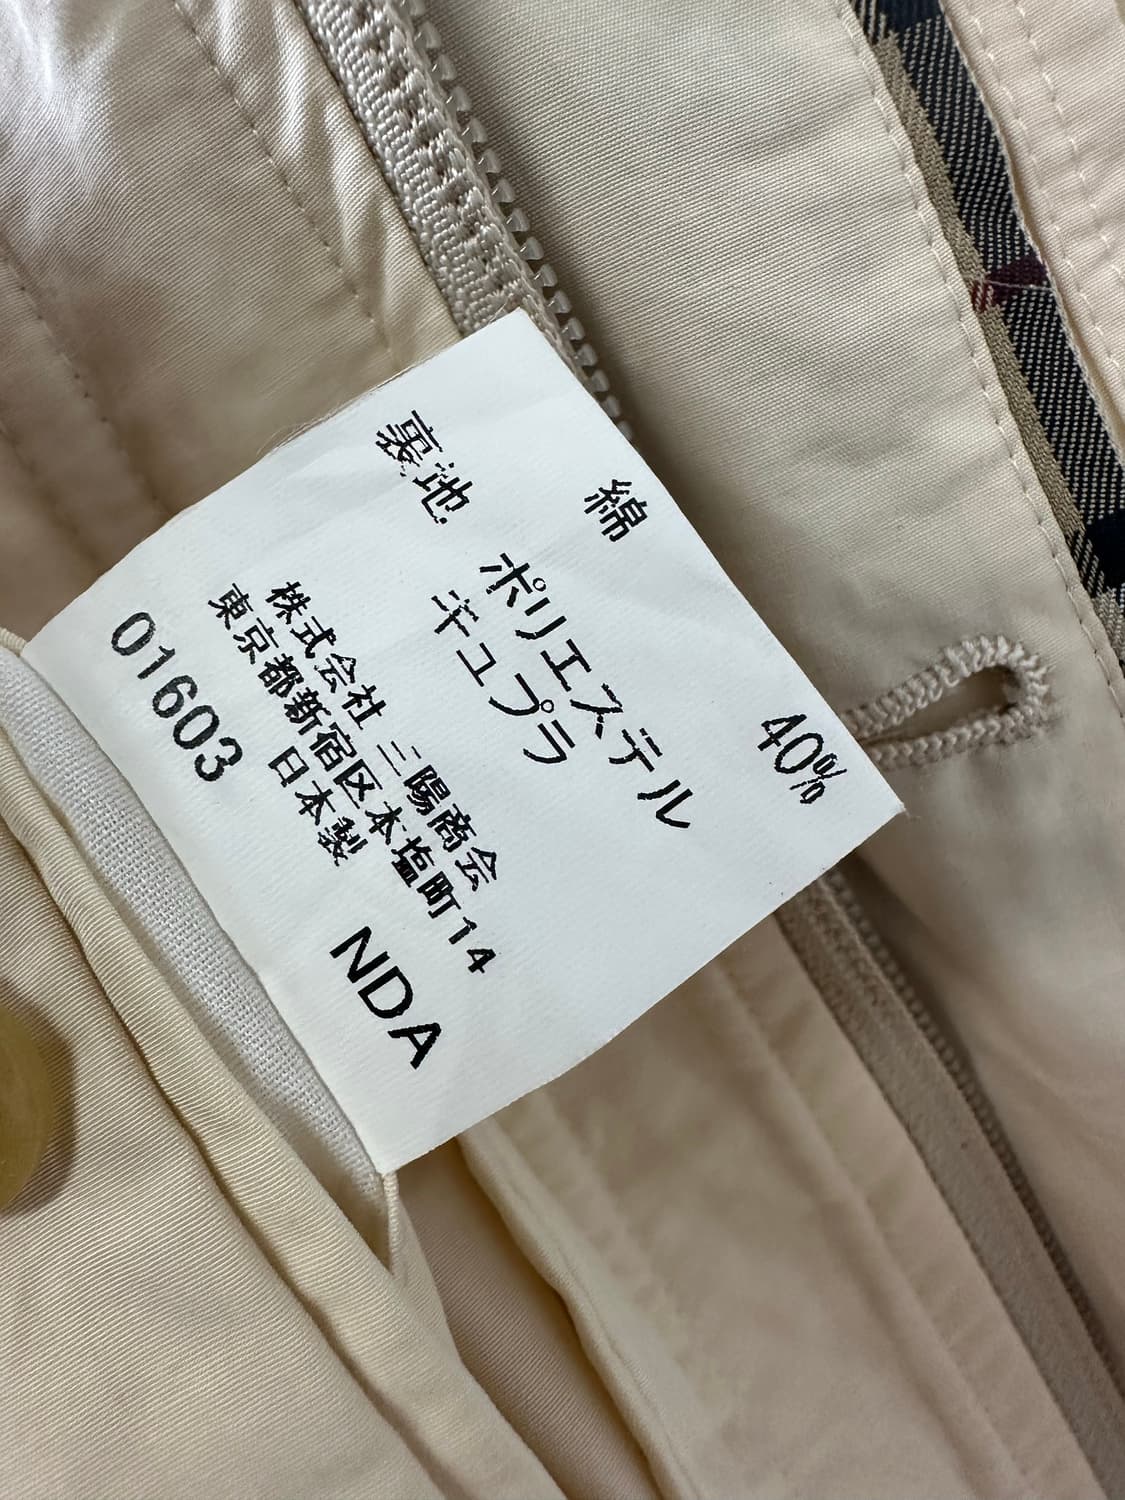 綿 40%
裏地 ポリエステル
キュプラ
株式会社 三陽商会
東京都新宿区本塩町14
日本製 NDA
01603